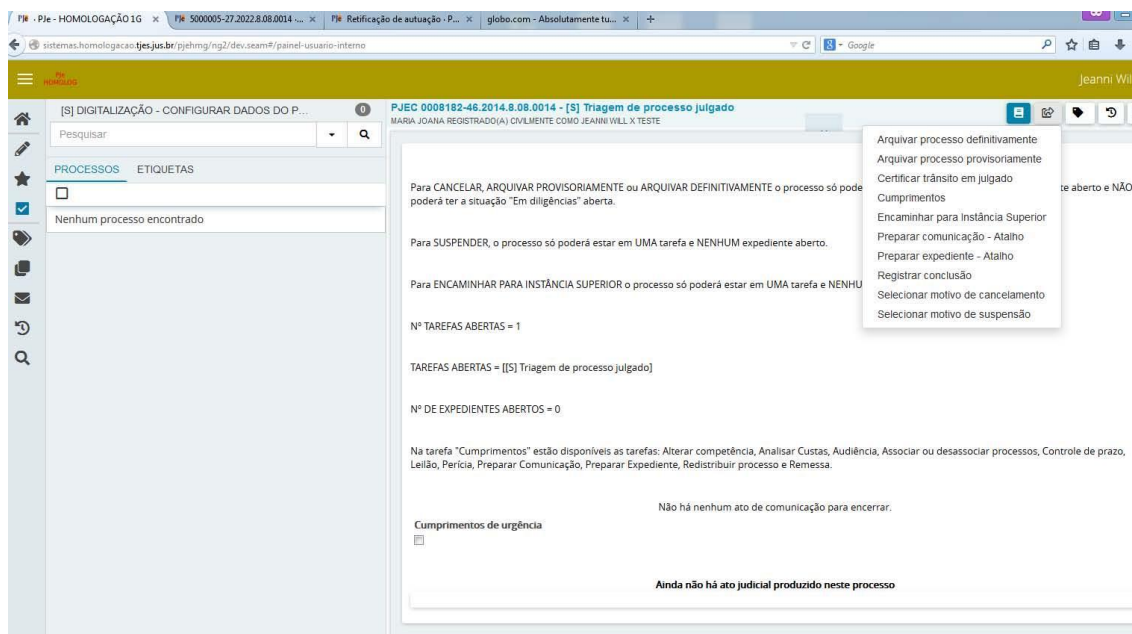 PJe - HOMOLOGAÇÃO 1G
5000005-27.2022.8.08.0014 -...
Retificação de autuação · P...
globo.com - Absolutamente tu...
sistemas.homologacao.tjes.jus.br/pjehmg/ng2/dev.seam#/painel-usuario-interno
Google
PJe
HOMOLOG
Jeanni Wil
[S] DIGITALIZAÇÃO - CONFIGURAR DADOS DO P...
0
Pesquisar
PROCESSOS ETIQUETAS
Nenhum processo encontrado
PJEC 0008182-46.2014.8.08.0014 - [S] Triagem de processo julgado
MARIA JOANA REGISTRADO(A) CIVILMENTE COMO JEANNI WILL X TESTE
Arquivar processo definitivamente
Arquivar processo provisoriamente
Certificar trânsito em julgado
Cumprimentos
Encaminhar para Instância Superior
Preparar comunicação - Atalho
Preparar expediente - Atalho
Registrar conclusão
Selecionar motivo de cancelamento
Selecionar motivo de suspensão
Para CANCELAR, ARQUIVAR PROVISORIAMENTE ou ARQUIVAR DEFINITIVAMENTE o processo só pode te aberto e NÃO
poderá ter a situação "Em diligências" aberta.
Para SUSPENDER, o processo só poderá estar em UMA tarefa e NENHUM expediente aberto.
Para ENCAMINHAR PARA INSTÂNCIA SUPERIOR o processo só poderá estar em UMA tarefa e NENHU
Nº TAREFAS ABERTAS = 1
TAREFAS ABERTAS = [[S] Triagem de processo julgado]
Nº DE EXPEDIENTES ABERTOS = 0
Na tarefa "Cumprimentos" estão disponíveis as tarefas: Alterar competência, Analisar Custas, Audiência, Associar ou desassociar processos, Controle de prazo,
Leilão, Perícia, Preparar Comunicação, Preparar Expediente, Redistribuir processo e Remessa.
Não há nenhum ato de comunicação para encerrar.
Cumprimentos de urgência
Ainda não há ato judicial produzido neste processo